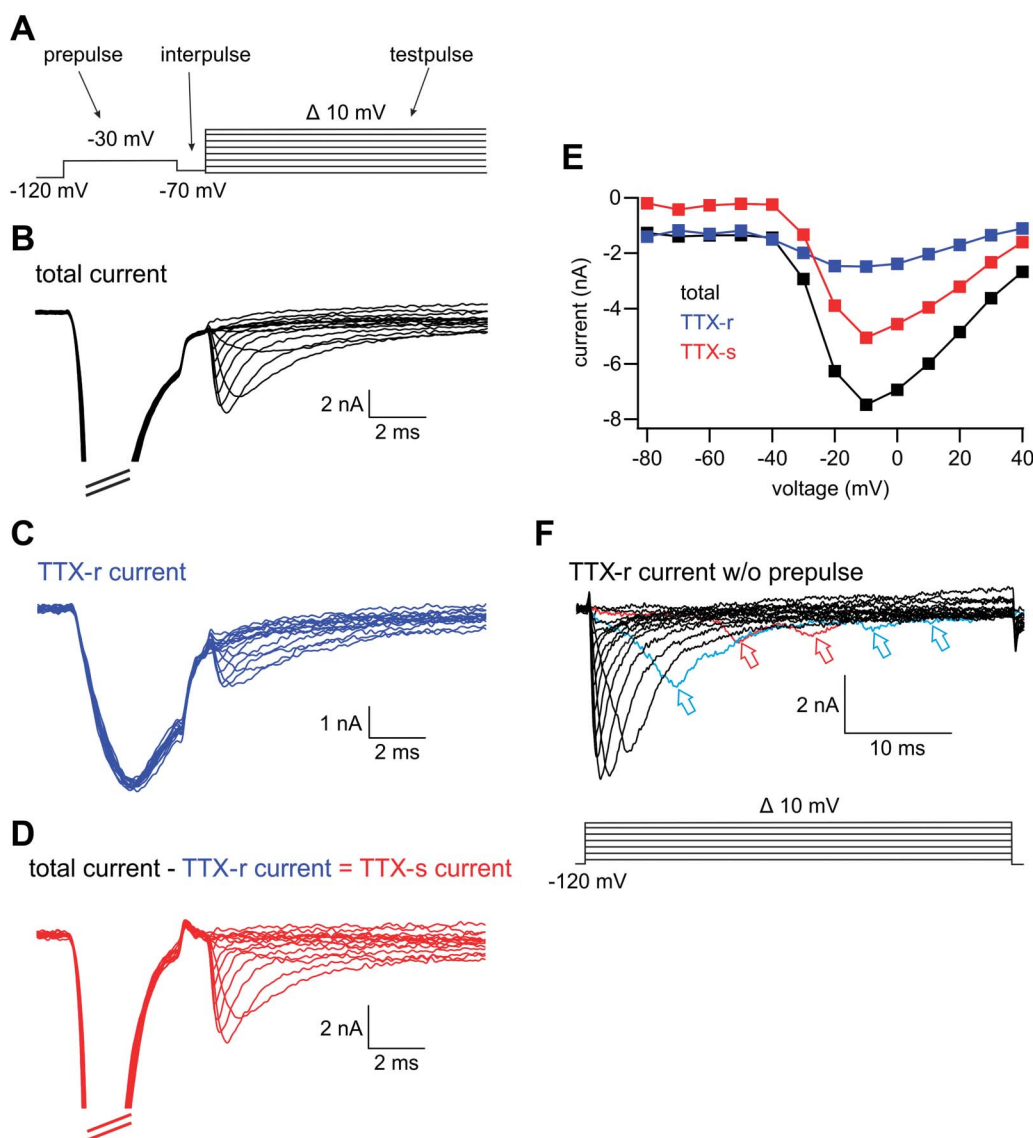 A
prepulse interpulse testpulse
Δ 10 mV
-30 mV
-120 mV -70 mV
B
total current
2 nA
2 ms
C
TTX-r current
1 nA
2 ms
D
total current - TTX-r current = TTX-s current
2 nA
2 ms
E
0
-2
-4
-6
-8
current (nA)
total
TTX-r
TTX-s
-80 -60 -40 -20 0 20 40
voltage (mV)
F
TTX-r current w/o prepulse
2 nA
10 ms
Δ 10 mV
-120 mV